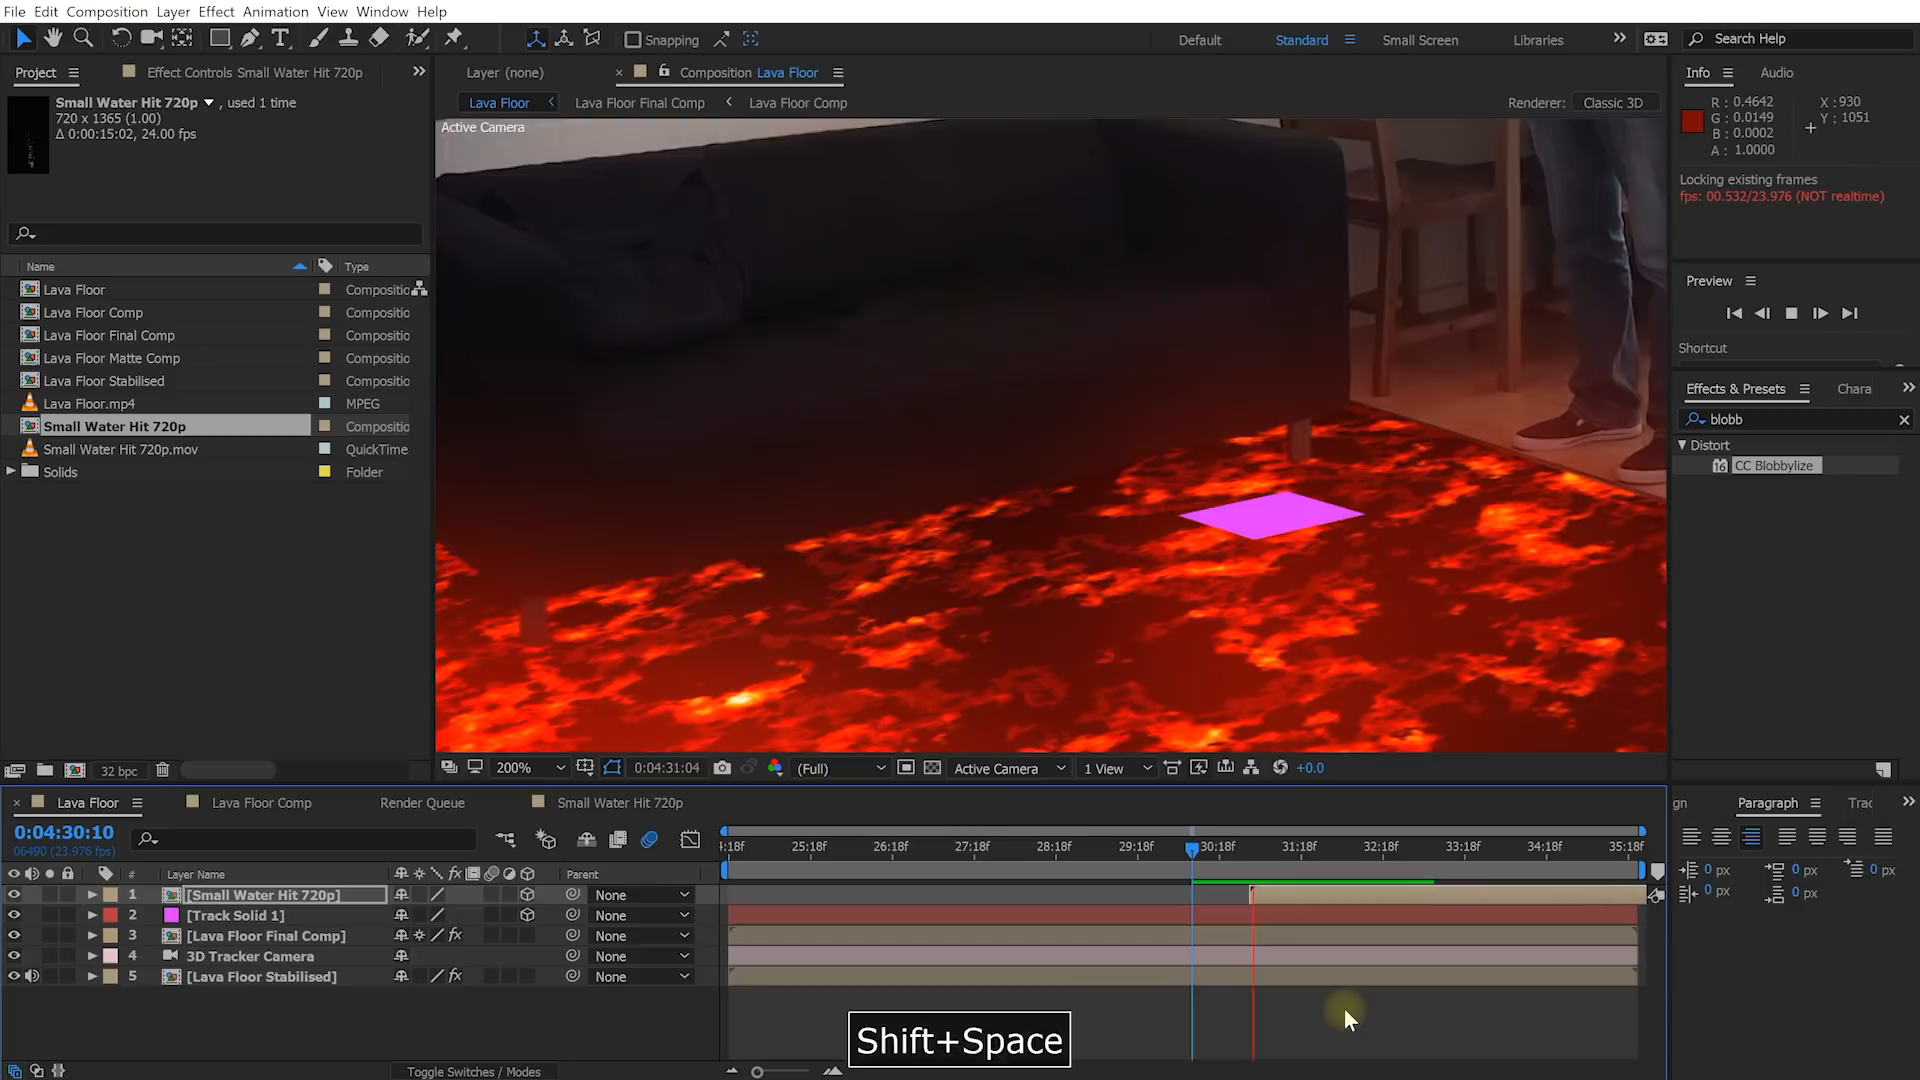 File Edit Composition Layer Effect Animation View Window Help
Snapping
Default Standard Small Screen Libraries
Search Help
Project Effect Controls Small Water Hit 720p
Layer (none) Composition Lava Floor
Info Audio
Small Water Hit 720p , used 1 time
720 x 1365 (1.00)
Δ 0:00:15:02, 24.00 fps
Lava Floor Lava Floor Final Comp Lava Floor Comp
Renderer: Classic 3D
Active Camera
R : 0.4642
G : 0.0149
B : 0.0002
A : 1.0000
X : 930
Y : 1051
Locking existing frames
fps: 00.532/23.976 (NOT realtime)
Name Type
Lava Floor Compositio
Lava Floor Comp Compositio
Lava Floor Final Comp Compositio
Lava Floor Matte Comp Compositio
Lava Floor Stabilised Compositio
Lava Floor.mp4 MPEG
Small Water Hit 720p Compositio
Small Water Hit 720p.mov QuickTime
Solids Folder
Preview
Shortcut
Effects & Presets Chara
blobb
Distort
16 CC Blobbylize
32 bpc
200% 0:04:31:04 (Full) Active Camera 1 View +0.0
Lava Floor Lava Floor Comp Render Queue Small Water Hit 720p
gn Paragraph Trac
0:04:30:10
06490 (23.976 fps)
4:18f 25:18f 26:18f 27:18f 28:18f 29:18f 30:18f 31:18f 32:18f 33:18f 34:18f 35:18f
# Layer Name fx Parent
1 [Small Water Hit 720p] None
2 [Track Solid 1] None
3 [Lava Floor Final Comp] fx None
4 3D Tracker Camera None
5 [Lava Floor Stabilised] fx None
0 px 0 px 0 px
0 px 0 px
Shift+Space
Toggle Switches / Modes